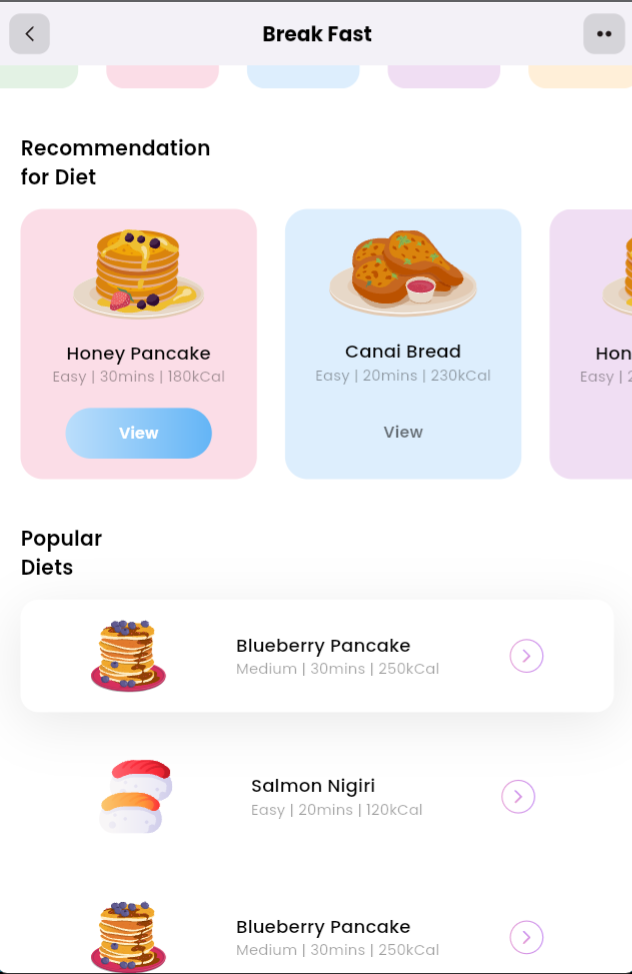 Break Fast
Recommendation
for Diet
Honey Pancake
Easy | 30mins | 180kCal
View
Canai Bread
Easy | 20mins | 230kCal
View
Hon
Easy | 2
Popular
Diets
Blueberry Pancake
Medium | 30mins | 250kCal
Salmon Nigiri
Easy | 20mins | 120kCal
Blueberry Pancake
Medium | 30mins | 250kCal